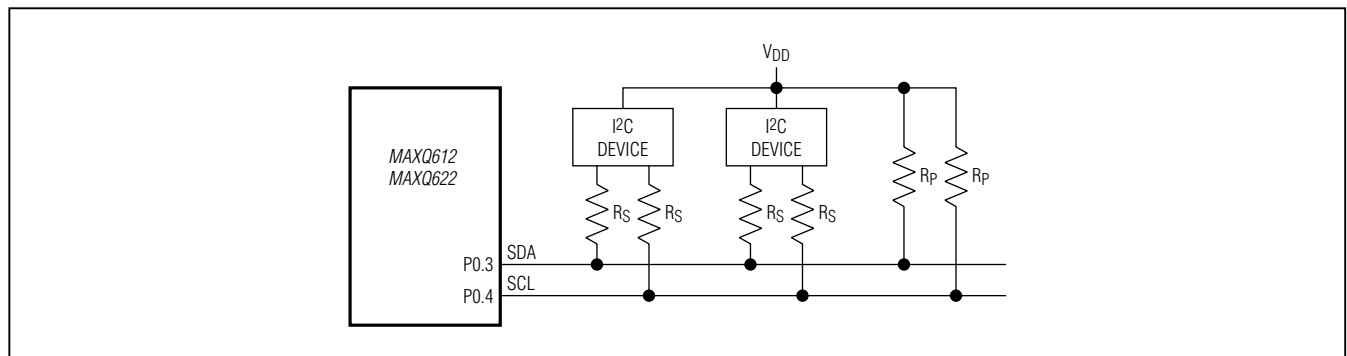 VDD
MAXQ612
MAXQ622
I2C
DEVICE
I2C
DEVICE
RS
RS
RS
RS
RP
RP
P0.3
SDA
P0.4
SCL